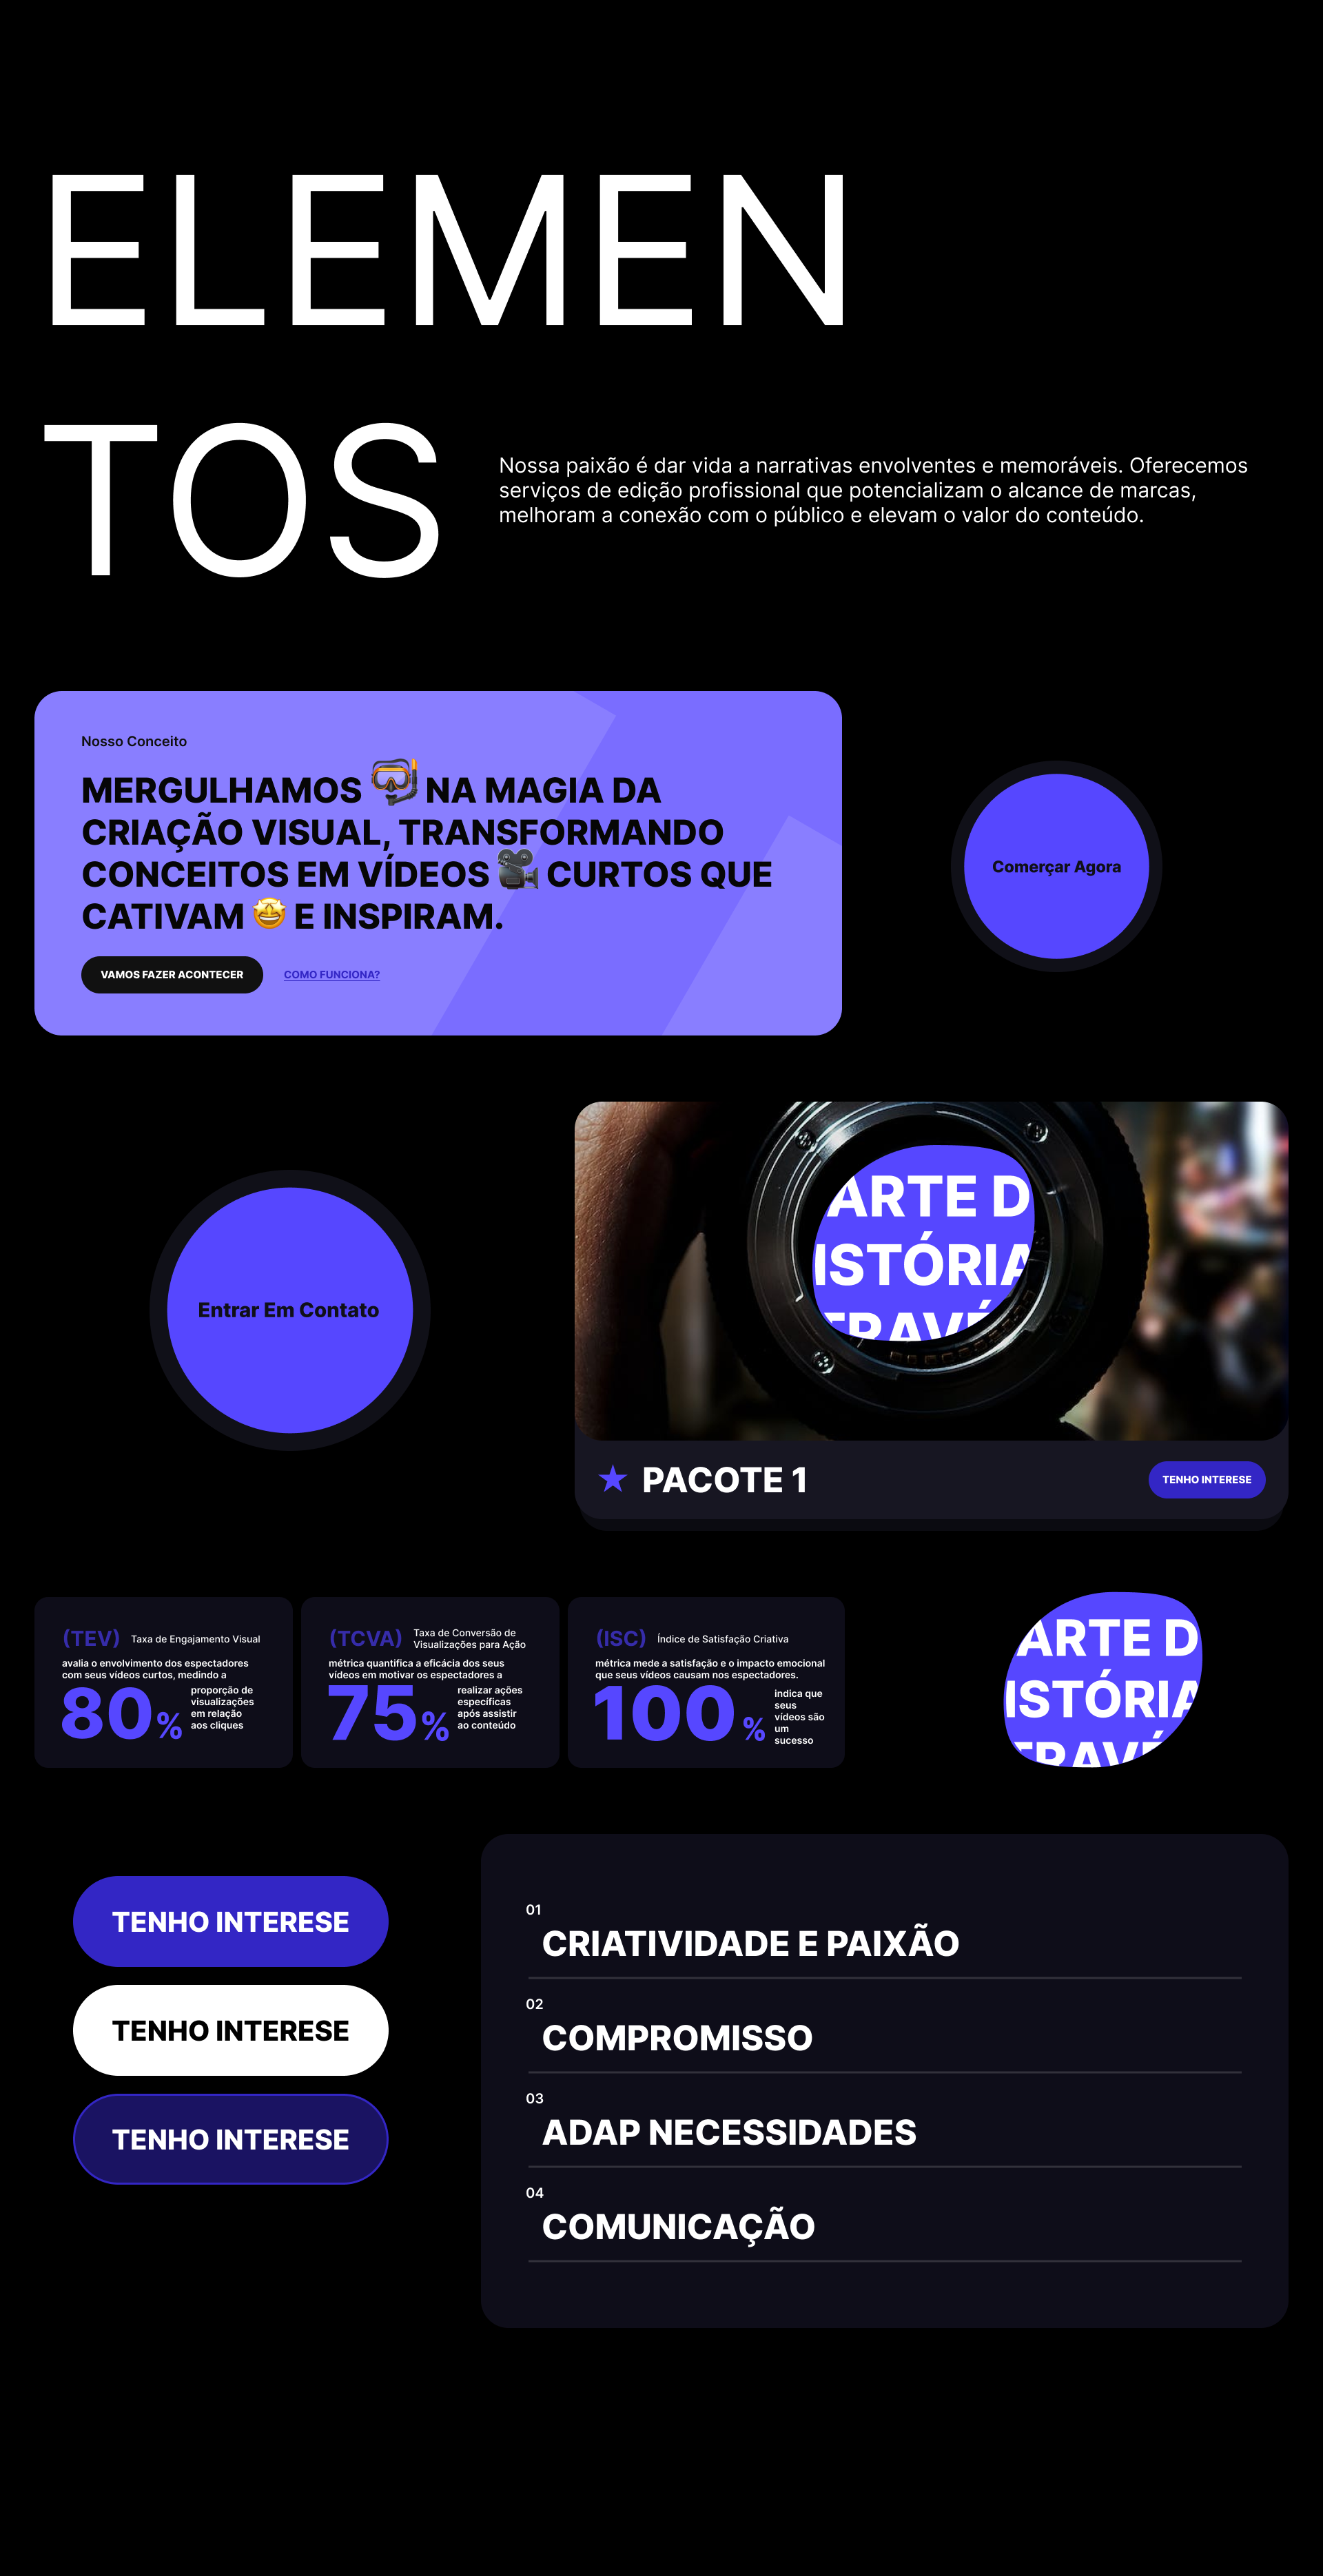 ELEMEN
TOS
Nossa paixão é dar vida a narrativas envolventes e memoráveis. Oferecemos
serviços de edição profissional que potencializam o alcance de marcas,
melhoram a conexão com o público e elevam o valor do conteúdo.
Nosso Conceito
MERGULHAMOS NA MAGIA DA
CRIAÇÃO VISUAL, TRANSFORMANDO
CONCEITOS EM VÍDEOS CURTOS QUE
CATIVAM E INSPIRAM.
VAMOS FAZER ACONTECER
COMO FUNCIONA?
Comerçar Agora
Entrar Em Contato
ARTE D
ISTÓRIA
TRAVÉ
PACOTE 1
TENHO INTERESE
(TEV) Taxa de Engajamento Visual
avalia o envolvimento dos espectadores
com seus vídeos curtos, medindo a
80%
proporção de
visualizações
em relação
aos cliques
(TCVA)
Taxa de Conversão de
Visualizações para Ação
métrica quantifica a eficácia dos seus
vídeos em motivar os espectadores a
75%
realizar ações
específicas
após assistir
ao conteúdo
(ISC) Índice de Satisfação Criativa
métrica mede a satisfação e o impacto emocional
que seus vídeos causam nos espectadores.
100%
indica que
seus
vídeos são
um
sucesso
ARTE D
ISTÓRIA
TRAVÉ
TENHO INTERESE
TENHO INTERESE
TENHO INTERESE
01
CRIATIVIDADE E PAIXÃO
02
COMPROMISSO
03
ADAP NECESSIDADES
04
COMUNICAÇÃO